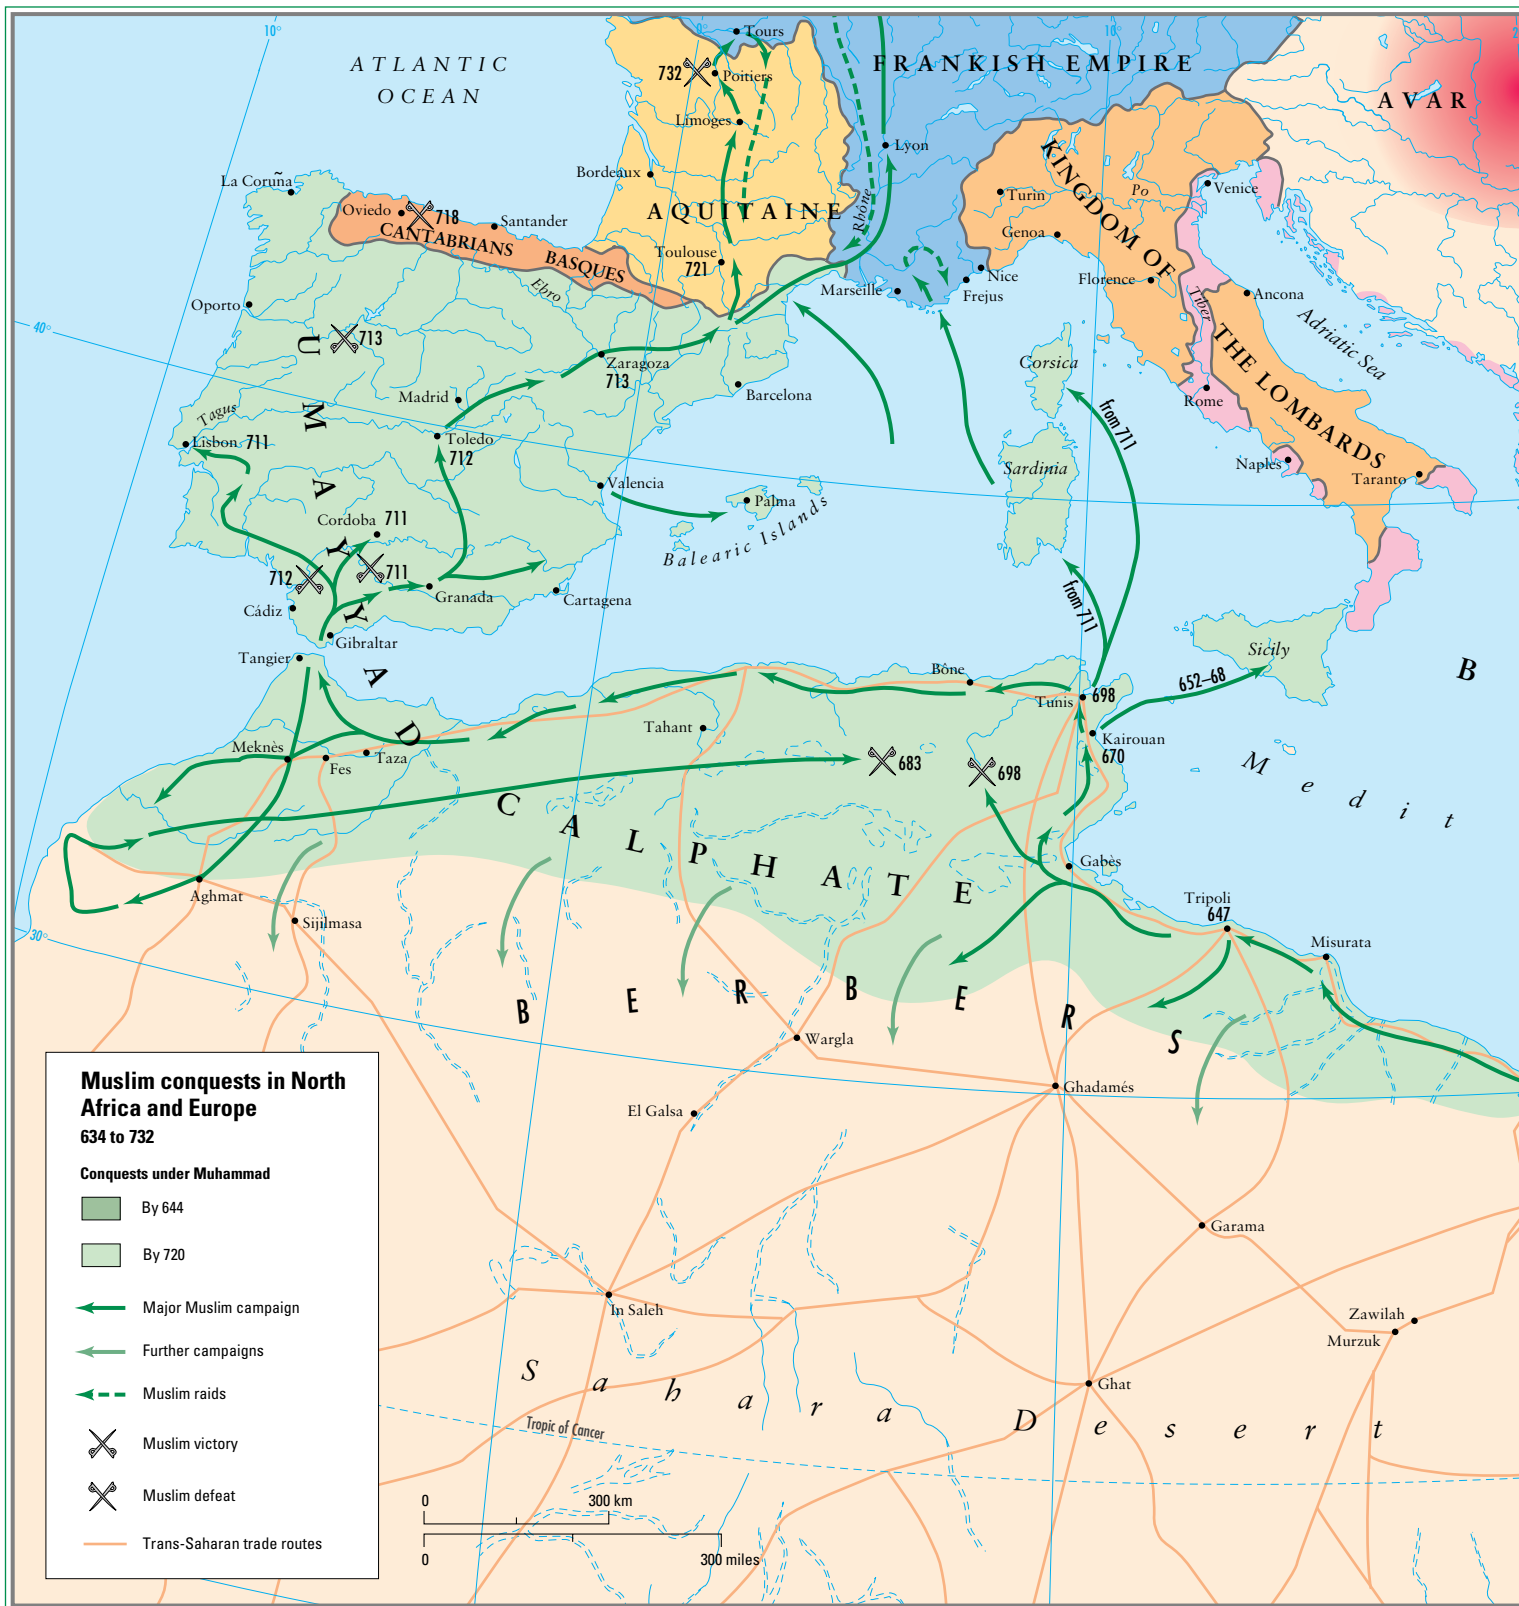 10°
0°
10°
2
ATLANTIC
OCEAN
Tours
732
Poitiers
FRANKISH EMPIRE
AVAR
Limoges
Lyon
Bordeaux
La Coruña
Oviedo
718
Santander
CANTABRIANS
BASQUES
AQUITAINE
Rhône
Toulouse
721
KINGDOM OF
THE LOMBARDS
Po
Turin
Venice
Genoa
Florence
Nice
Frejus
Marseille
Ancona
Tiber
Adriatic Sea
Ebro
Oporto
40°
713
Zaragoza
713
Corsica
Rome
Madrid
Barcelona
Tagus
Lisbon 711
Toledo
712
from 711
Naples
Taranto
Sardinia
Valencia
Palma
Balearic Islands
Cordoba 711
712
711
Granada
Cartagena
Cádiz
Gibraltar
Tangier
from 711
Sicily
652–68
B
UMAYYAD
CALPHATE
Bône
Tunis
698
Kairouan
670
Tahant
Meknès
Fes
Taza
683
698
Medit
Gabès
Tripoli
647
Misurata
Aghmat
Sijilmasa
30°
BERBERS
Wargla
Ghadamés
El Galsa
Garama
In Saleh
Zawilah
Murzuk
Ghat
Sahara Desert
Tropic of Cancer
Muslim conquests in North
Africa and Europe
634 to 732
Conquests under Muhammad
By 644
By 720
Major Muslim campaign
Further campaigns
Muslim raids
Muslim victory
Muslim defeat
Trans-Saharan trade routes
0
300 km
0
300 miles